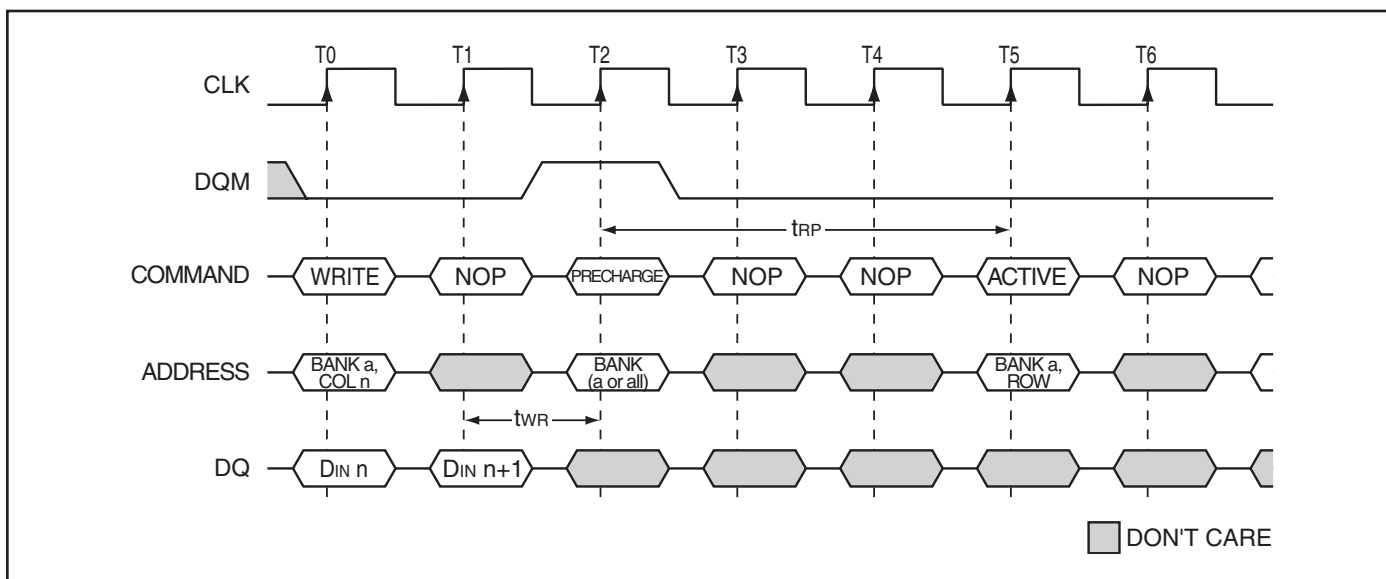 T0 T1 T2 T3 T4 T5 T6
CLK
DQM
tRP
COMMAND WRITE NOP PRECHARGE NOP NOP ACTIVE NOP
ADDRESS BANK a, COL n BANK (a or all) BANK a, ROW
tWR
DQ DIN n DIN n+1
DON'T CARE